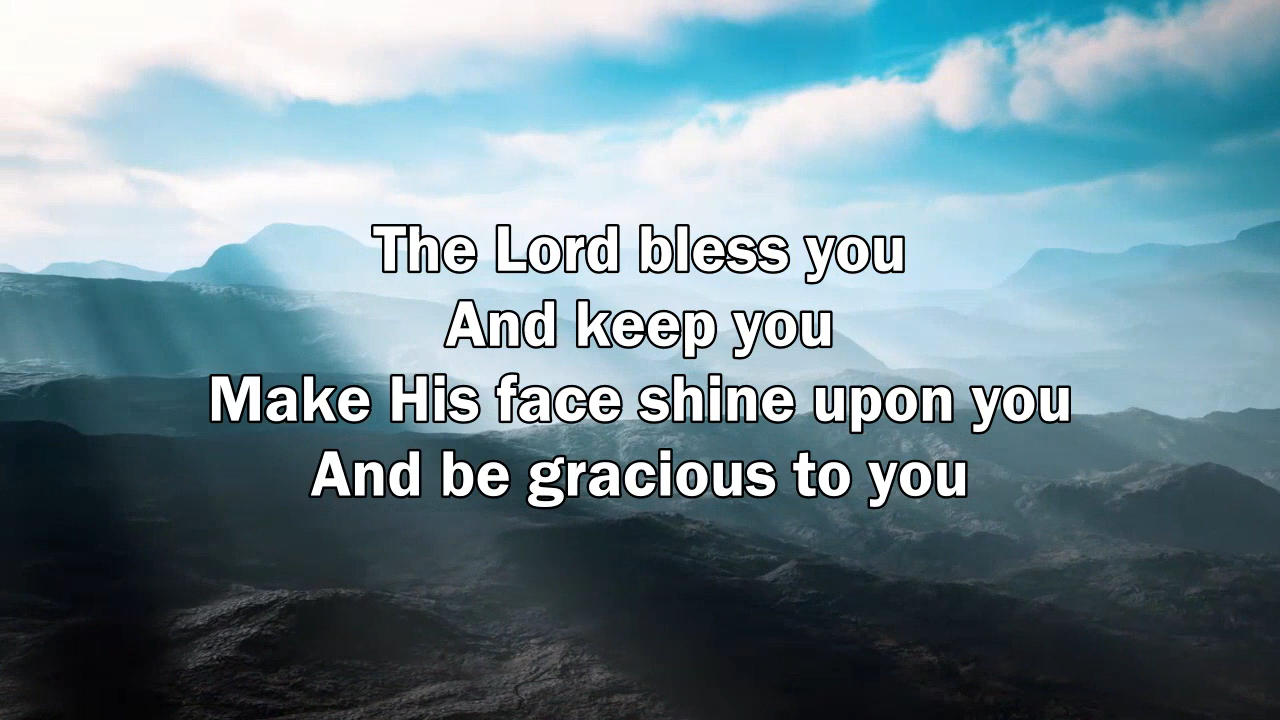 The Lord bless you
And keep you
Make His face shine upon you
And be gracious to you